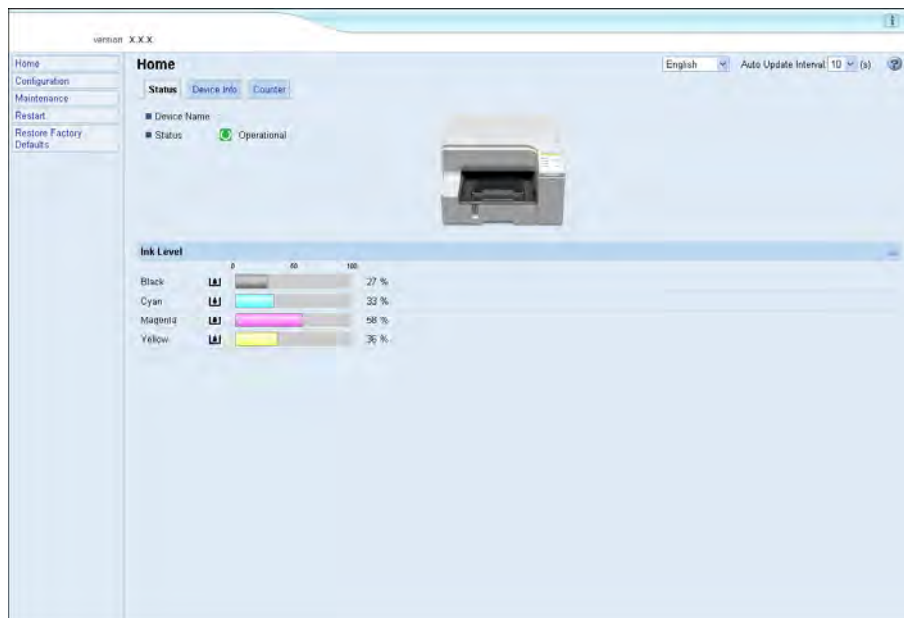 version X.X.X
Home
Configuration
Maintenance
Restart
Restore Factory
Defaults
Home
English
Auto Update Interval 10 (s)
Status
Device Info
Counter
Device Name
Status
Operational
Ink Level
0 50 100
Black 27 %
Cyan 33 %
Magenta 58 %
Yellow 36 %